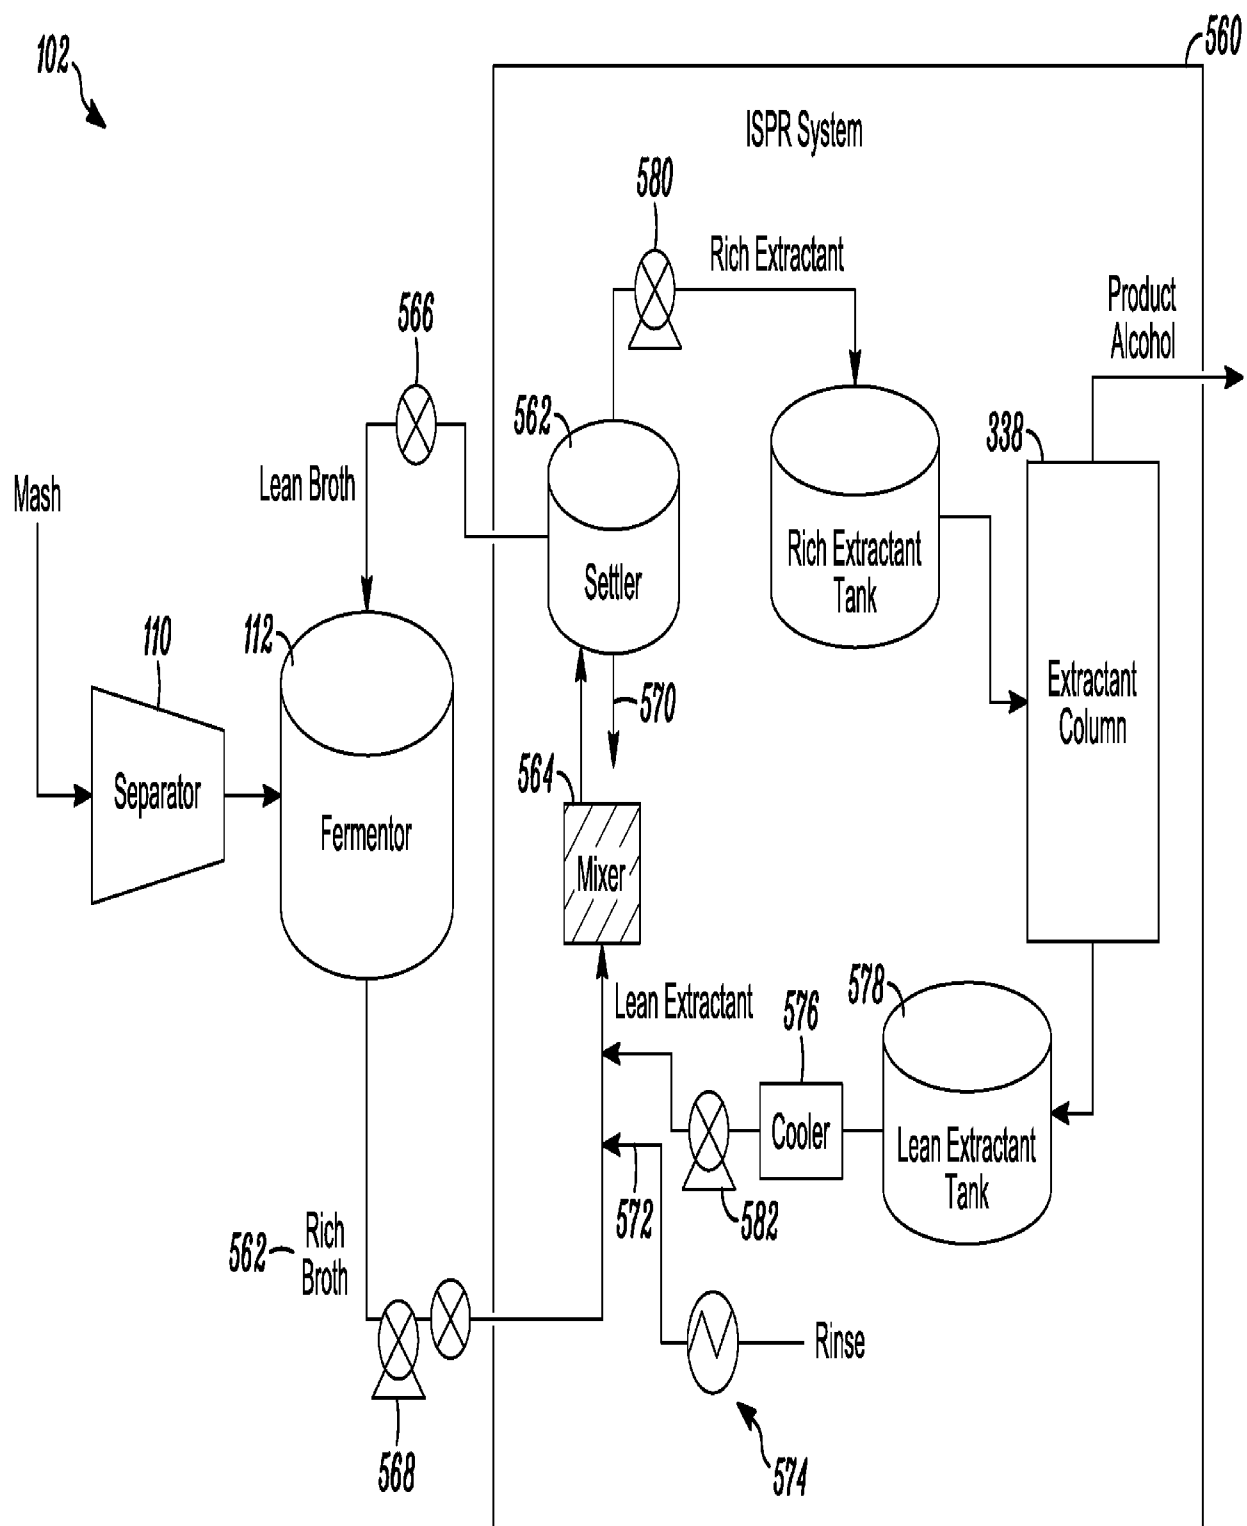 102
560
ISPR System
580
Rich Extractant
566
Product
Alcohol
562
338
Lean Broth
Mash
Rich Extractant
Tank
Settler
110
112
570
Extractant
Column
564
Separator
Fermentor
Mixer
578
Lean Extractant
576
Cooler
Lean Extractant
Tank
572
582
562
Rich
Broth
Rinse
568
574